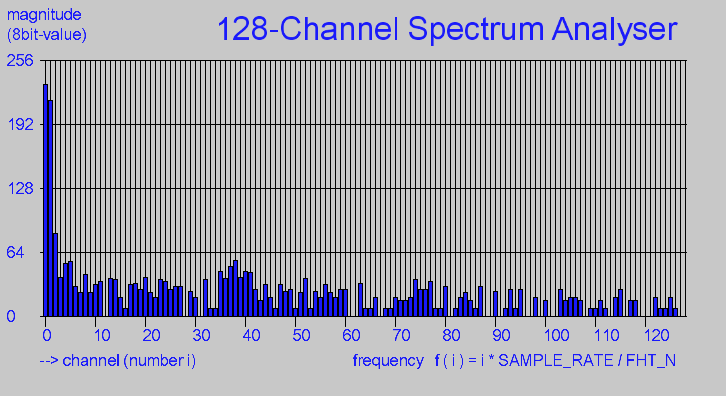 magnitude
(8bit-value)
128-Channel Spectrum Analyser
256
192
128
64
0
0 10 20 30 40 50 60 70 80 90 100 110 120
--> channel (number i)
frequency f ( i ) = i * SAMPLE_RATE / FHT_N